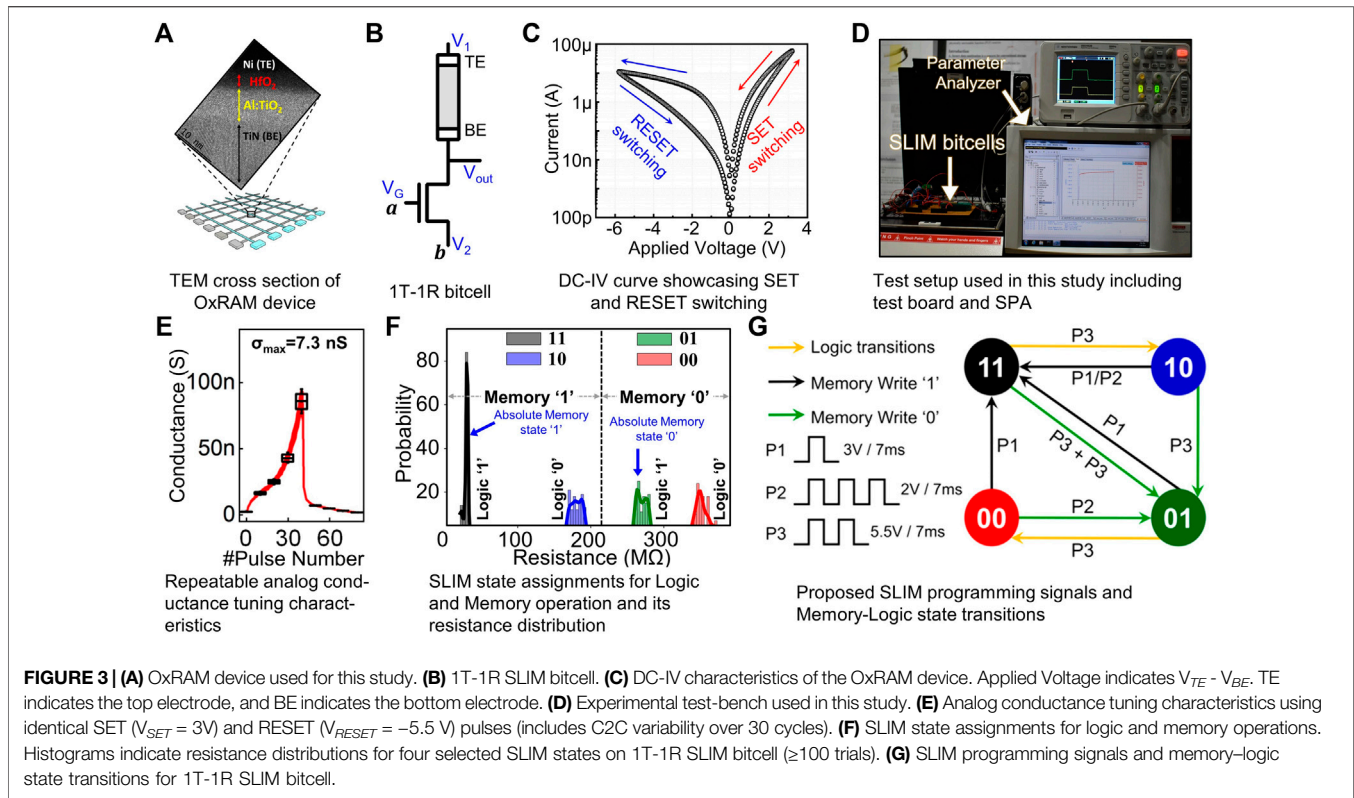 A
Ni (TE)
HfO₂
Al:TiO₂
TiN (BE)
10 nm
TEM cross section of
OxRAM device
B
V₁
TE
BE
Vout
VG
a
b
V₂
1T-1R bitcell
C
100μ
1μ
10n
100p
Current (A)
RESET
switching
SET
switching
-6 -4 -2 0 2 4
Applied Voltage (V)
DC-IV curve showcasing SET
and RESET switching
D
Parameter
Analyzer
SLIM bitcells
Test setup used in this study including
test board and SPA
E
σmax=7.3 nS
Conductance (S)
100n
50n
0
0 30 60
#Pulse Number
Repeatable analog cond-
uctance tuning charact-
eristics
F
11 01
10 00
Memory ‘1’ Memory ‘0’
Absolute Memory
state ‘1’
Absolute Memory
state ‘0’
Logic ‘1’
Logic ‘0’
Logic ‘1’
Logic ‘0’
Probability
80
60
40
20
0 100 200 300
Resistance (MΩ)
SLIM state assignments for Logic
and Memory operation and its
resistance distribution
G
Logic transitions
Memory Write ‘1’
Memory Write ‘0’
P1 3V / 7ms
P2 2V / 7ms
P3 5.5V / 7ms
11 P3 10
P1/P2
P1
P1
P3 + P3
P3
00 P2 01
P3
Proposed SLIM programming signals and
Memory-Logic state transitions
FIGURE 3 | (A) OxRAM device used for this study. (B) 1T-1R SLIM bitcell. (C) DC-IV characteristics of the OxRAM device. Applied Voltage indicates VTE - VBE. TE
indicates the top electrode, and BE indicates the bottom electrode. (D) Experimental test-bench used in this study. (E) Analog conductance tuning characteristics using
identical SET (VSET = 3V) and RESET (VRESET = −5.5 V) pulses (includes C2C variability over 30 cycles). (F) SLIM state assignments for logic and memory operations.
Histograms indicate resistance distributions for four selected SLIM states on 1T-1R SLIM bitcell (≥100 trials). (G) SLIM programming signals and memory–logic
state transitions for 1T-1R SLIM bitcell.